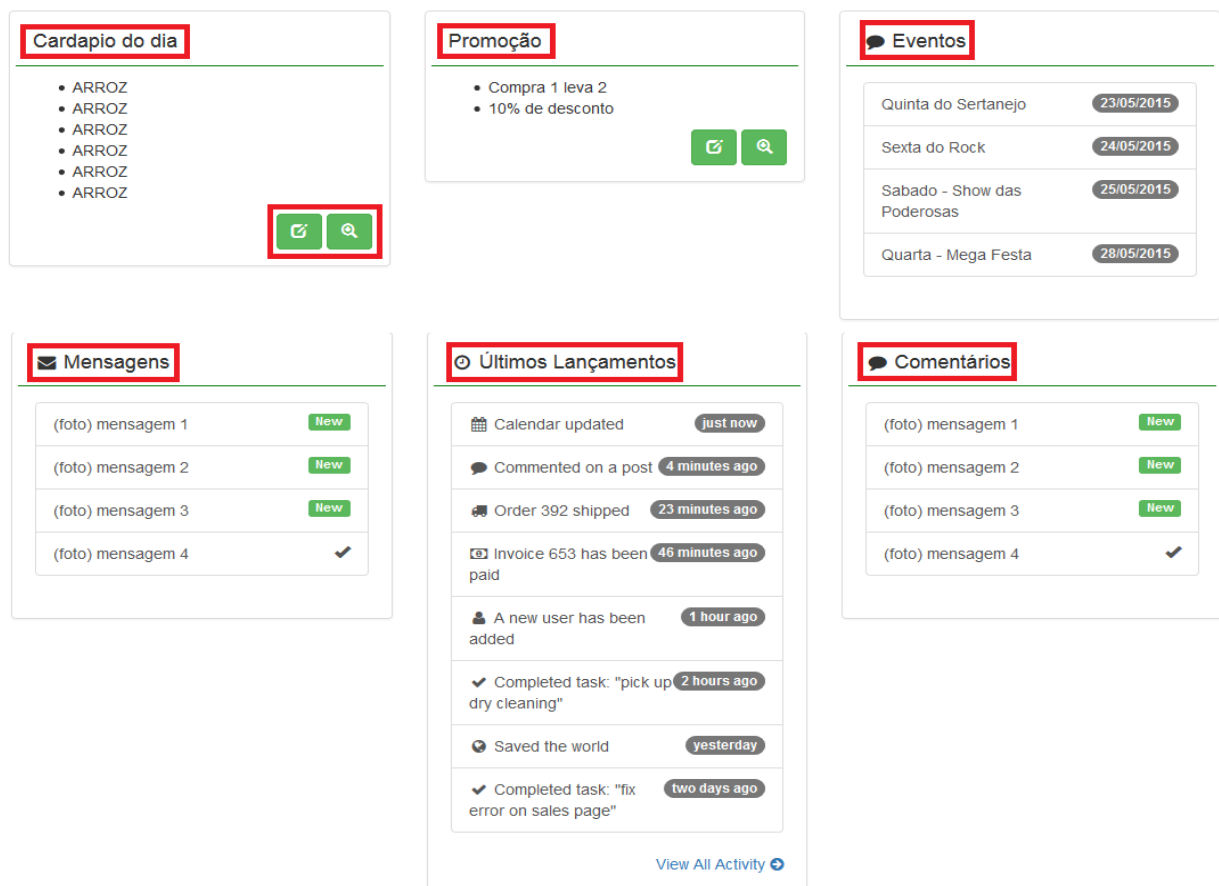 Cardapio do dia
ARROZ
ARROZ
ARROZ
ARROZ
ARROZ
ARROZ
Promoção
Compra 1 leva 2
10% de desconto
Eventos
Quinta do Sertanejo 23/05/2015
Sexta do Rock 24/05/2015
Sabado - Show das 25/05/2015
Poderosas
Quarta - Mega Festa 28/05/2015
Mensagens
(foto) mensagem 1 New
(foto) mensagem 2 New
(foto) mensagem 3 New
(foto) mensagem 4
Últimos Lançamentos
Calendar updated just now
Commented on a post 4 minutes ago
Order 392 shipped 23 minutes ago
Invoice 653 has been 46 minutes ago
paid
A new user has been 1 hour ago
added
Completed task: "pick up 2 hours ago
dry cleaning"
Saved the world yesterday
Completed task: "fix two days ago
error on sales page"
View All Activity
Comentários
(foto) mensagem 1 New
(foto) mensagem 2 New
(foto) mensagem 3 New
(foto) mensagem 4